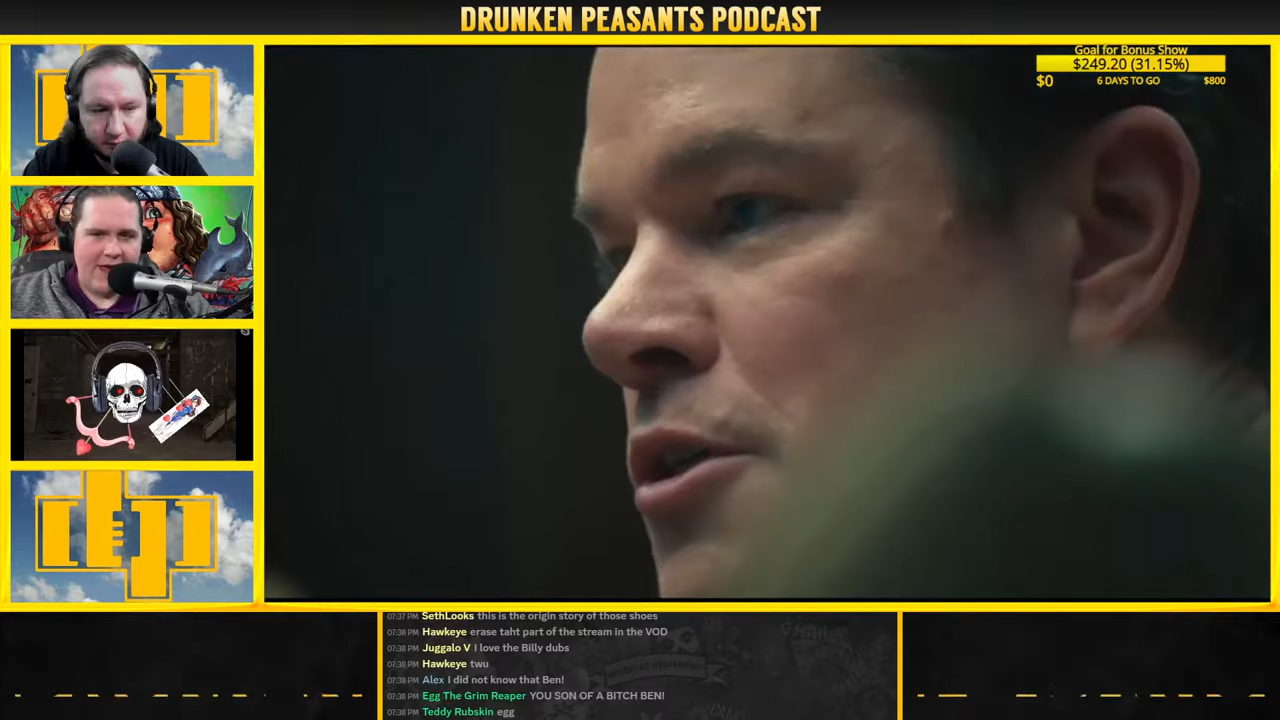 DRUNKEN PEASANTS PODCAST
Goal for Bonus Show
$249.20 (31.15%)
$0 6 DAYS TO GO $800
07:37 PM SethLooks this is the origin story of those shoes
07:38 PM Hawkeye erase taht part of the stream in the VOD
07:38 PM Juggalo V I love the Billy dubs
07:38 PM Hawkeye twu
07:38 PM Alex I did not know that Ben!
07:38 PM Egg The Grim Reaper YOU SON OF A BITCH BEN!
07:38 PM Teddy Rubskin egg